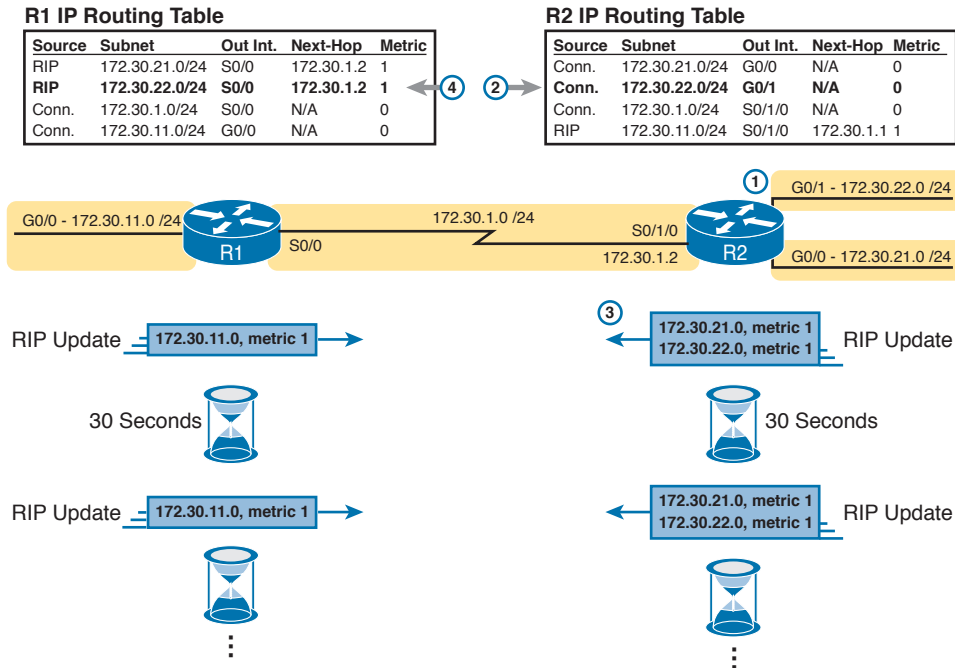 R1 IP Routing Table
Source Subnet Out Int. Next-Hop Metric
RIP 172.30.21.0/24 S0/0 172.30.1.2 1
RIP 172.30.22.0/24 S0/0 172.30.1.2 1
Conn. 172.30.1.0/24 S0/0 N/A 0
Conn. 172.30.11.0/24 G0/0 N/A 0
4
R2 IP Routing Table
Source Subnet Out Int. Next-Hop Metric
Conn. 172.30.21.0/24 G0/0 N/A 0
Conn. 172.30.22.0/24 G0/1 N/A 0
Conn. 172.30.1.0/24 S0/1/0 N/A 0
RIP 172.30.11.0/24 S0/1/0 172.30.1.1 1
2
1
G0/1 - 172.30.22.0 /24
G0/0 - 172.30.11.0 /24
R1
S0/0
172.30.1.0 /24
S0/1/0
172.30.1.2
R2
G0/0 - 172.30.21.0 /24
RIP Update
172.30.11.0, metric 1
3
172.30.21.0, metric 1
172.30.22.0, metric 1
RIP Update
30 Seconds
30 Seconds
RIP Update
172.30.11.0, metric 1
172.30.21.0, metric 1
172.30.22.0, metric 1
RIP Update